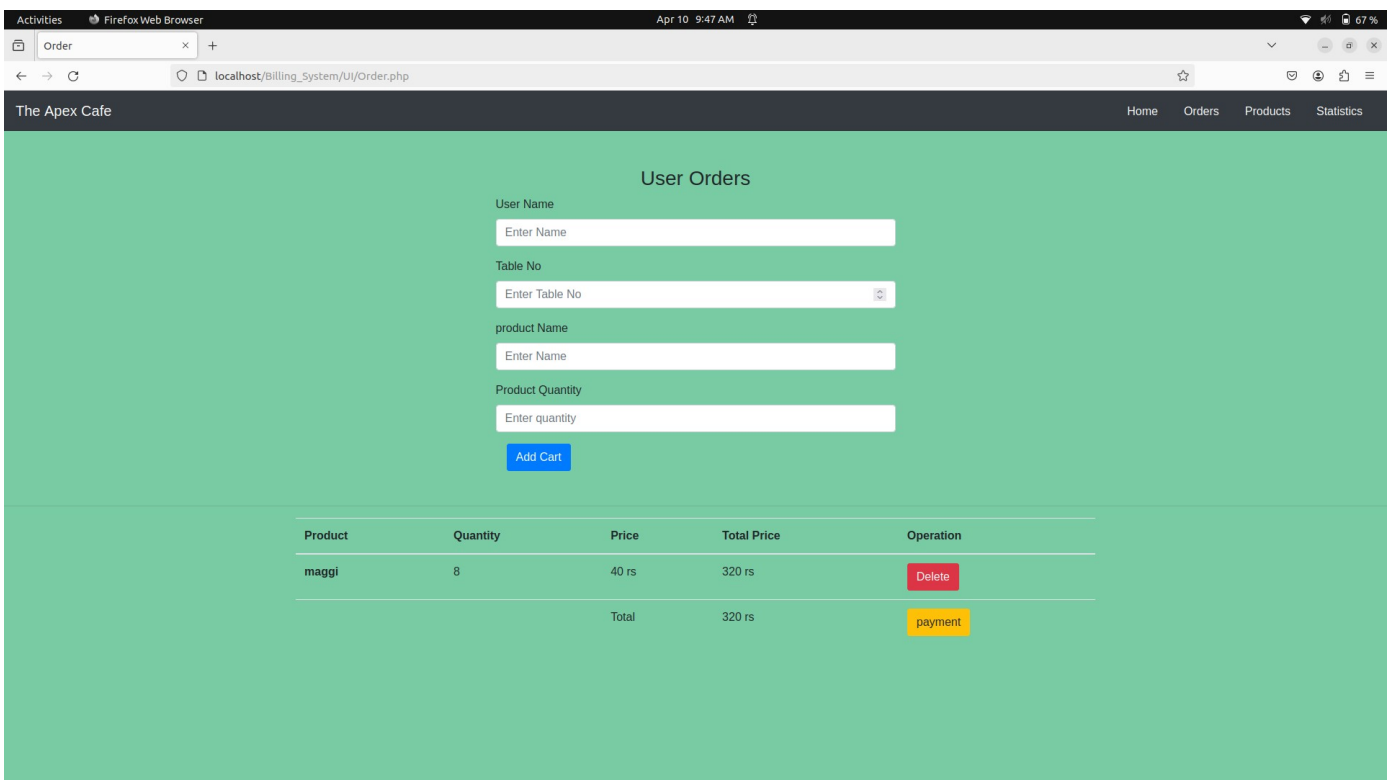 Activities Firefox Web Browser Apr 10 9:47 AM 67 %
Order
localhost/Billing_System/UI/Order.php
The Apex Cafe Home Orders Products Statistics
User Orders
User Name
Enter Name
Table No
Enter Table No
product Name
Enter Name
Product Quantity
Enter quantity
Add Cart
Product Quantity Price Total Price Operation
maggi 8 40 rs 320 rs Delete
Total 320 rs payment